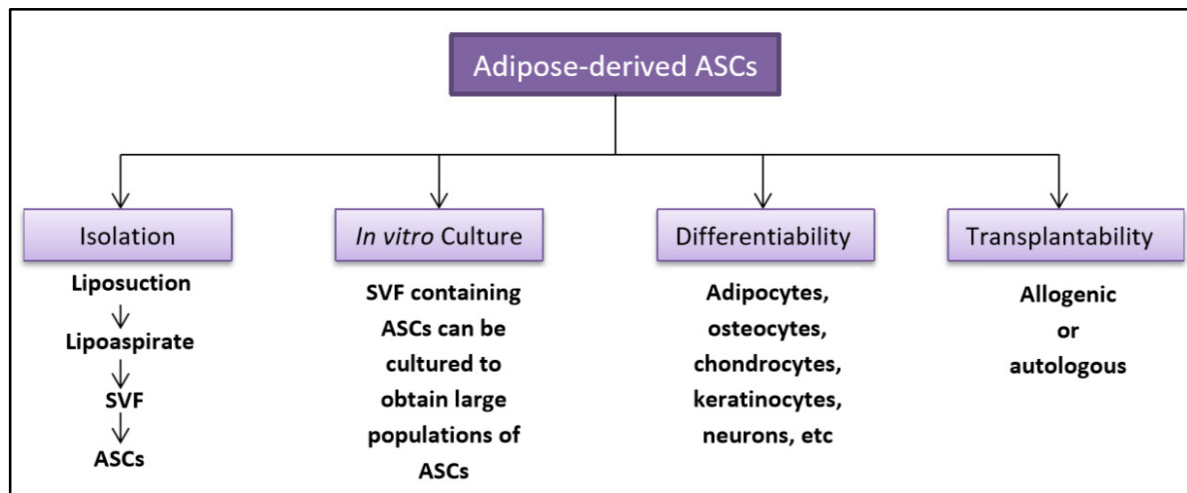 Adipose-derived ASCs
Isolation
Liposuction
Lipoaspirate
SVF
ASCs
In vitro Culture
SVF containing
ASCs can be
cultured to
obtain large
populations of
ASCs
Differentiability
Adipocytes,
osteocytes,
chondrocytes,
keratinocytes,
neurons, etc
Transplantability
Allogenic
or
autologous